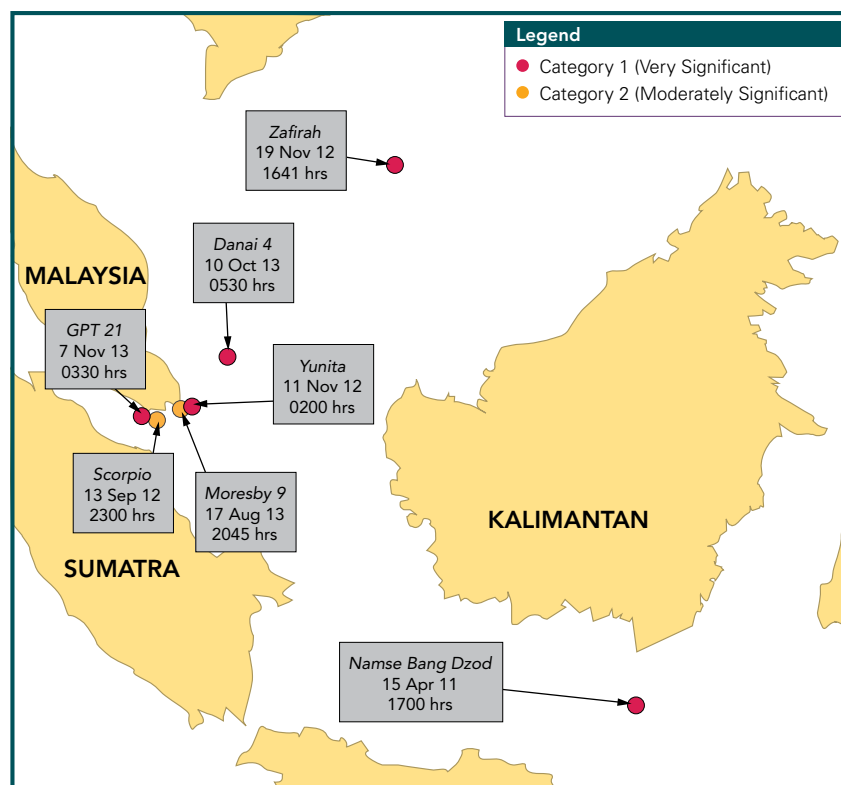 Legend
Category 1 (Very Significant)
Category 2 (Moderately Significant)
Zafirah
19 Nov 12
1641 hrs
Danai 4
10 Oct 13
0530 hrs
MALAYSIA
GPT 21
7 Nov 13
0330 hrs
Yunita
11 Nov 12
0200 hrs
Scorpio
13 Sep 12
2300 hrs
Moresby 9
17 Aug 13
2045 hrs
KALIMANTAN
SUMATRA
Namse Bang Dzod
15 Apr 11
1700 hrs